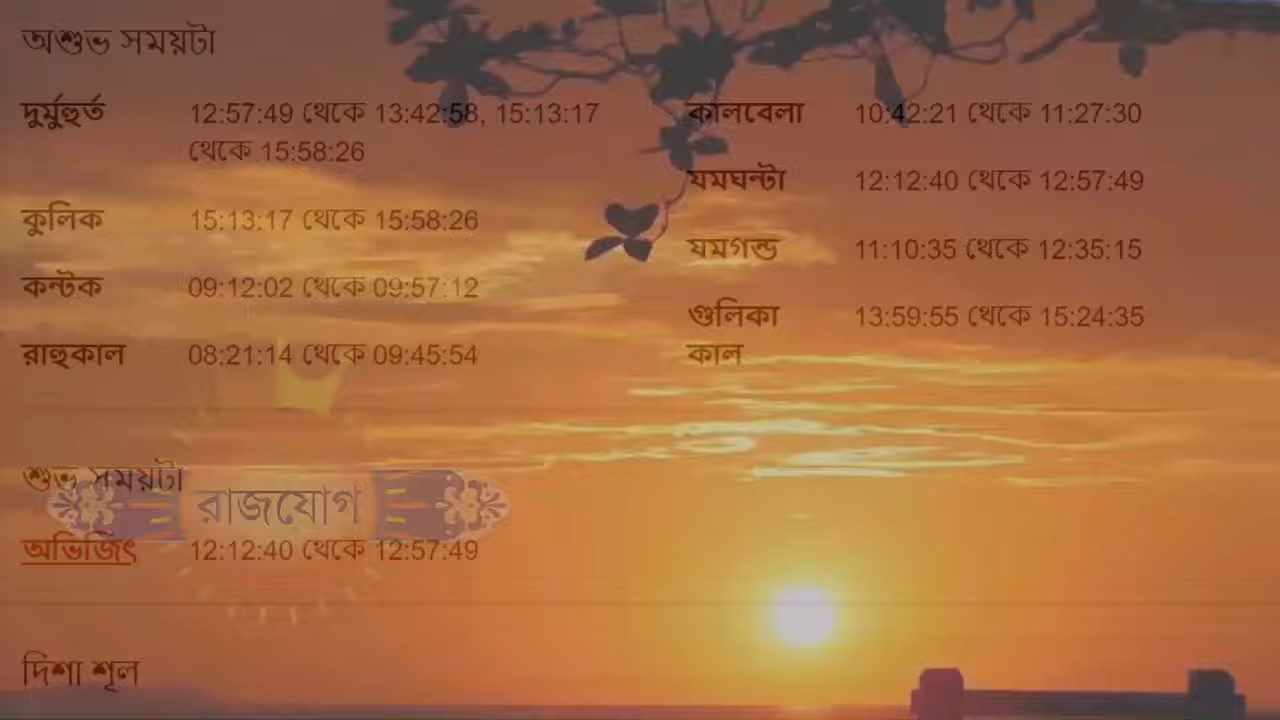 অশুভ সময়টা
দুর্মুহুর্ত 12:57:49 থেকে 13:42:58, 15:13:17
থেকে 15:58:26
কুলিক 15:13:17 থেকে 15:58:26
কন্টক 09:12:02 থেকে 09:57:12
রাহুকাল 08:21:14 থেকে 09:45:54
কালবেলা 10:42:21 থেকে 11:27:30
যমঘন্টা 12:12:40 থেকে 12:57:49
যমগন্ড 11:10:35 থেকে 12:35:15
গুলিকা 13:59:55 থেকে 15:24:35
কাল
শুভ সময়টা
রাজযোগ
অভিজিৎ 12:12:40 থেকে 12:57:49
দিশা শূল